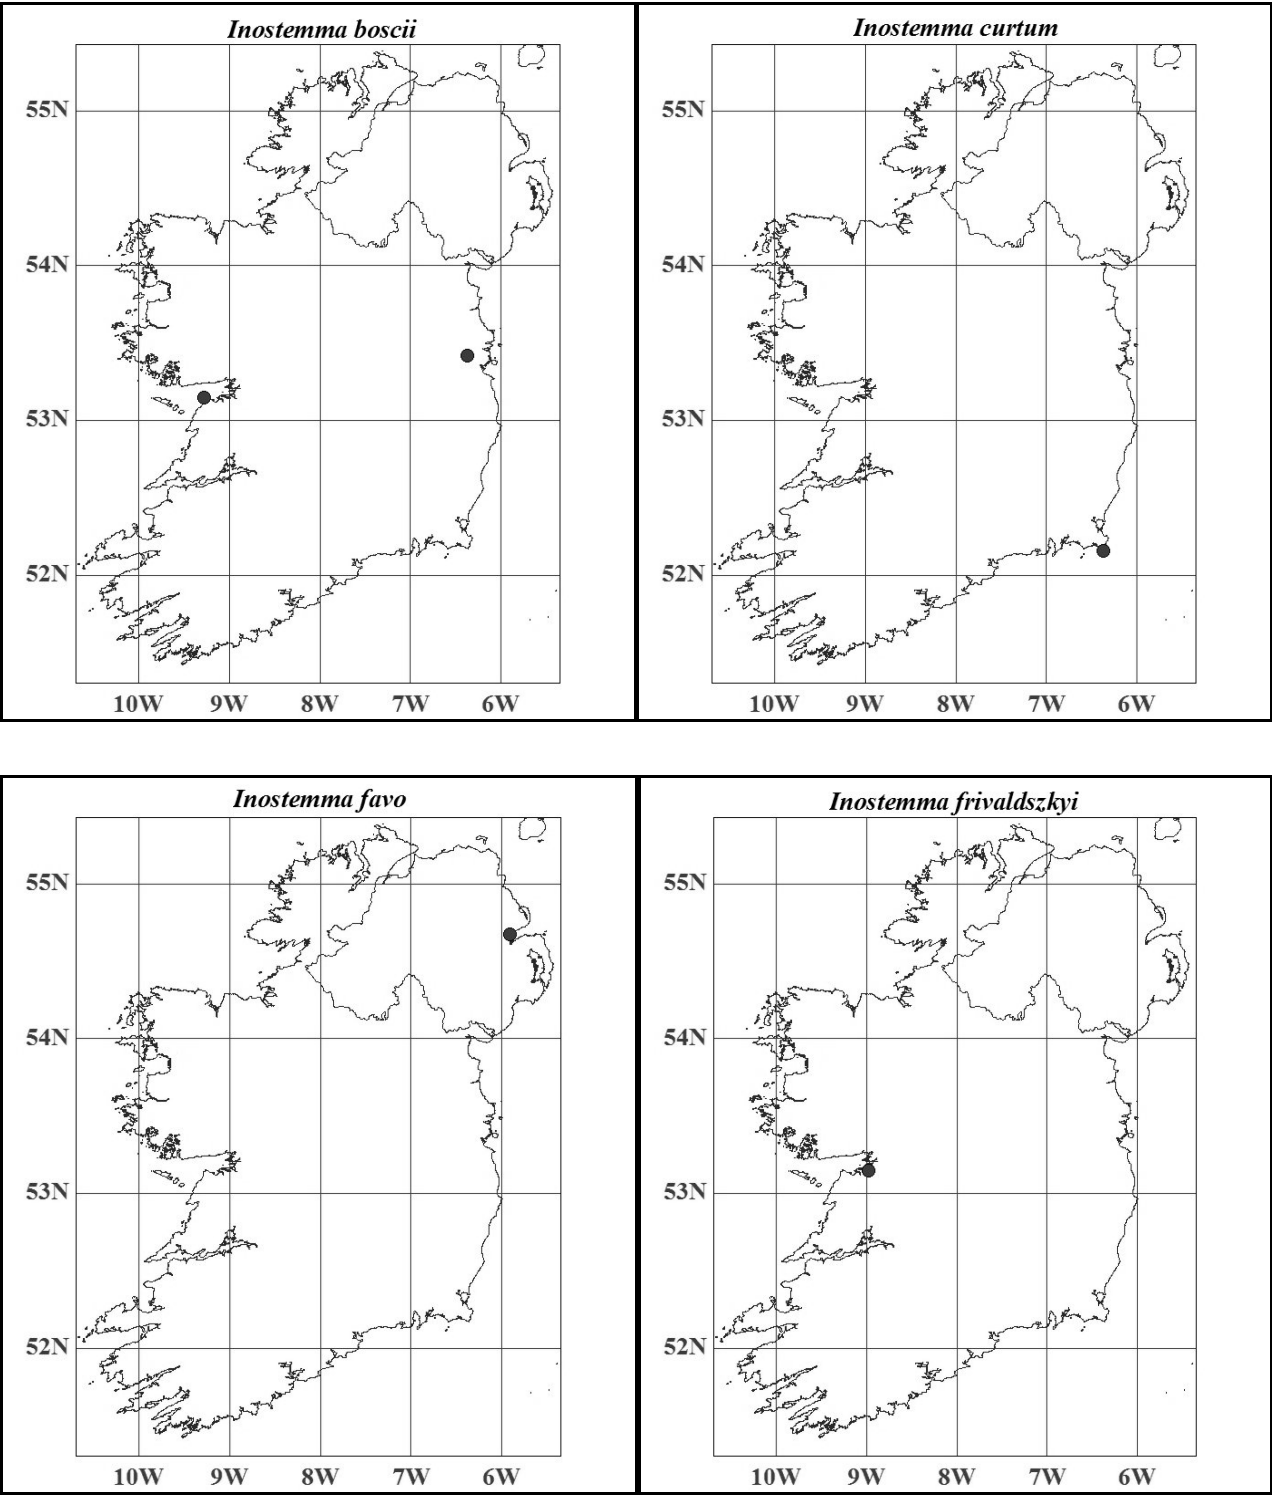 Inostemma boscii
55N
54N
53N
52N
10W 9W 8W 7W 6W
Inostemma curtum
55N
54N
53N
52N
10W 9W 8W 7W 6W
Inostemma favo
55N
54N
53N
52N
10W 9W 8W 7W 6W
Inostemma frivaldszkyi
55N
54N
53N
52N
10W 9W 8W 7W 6W